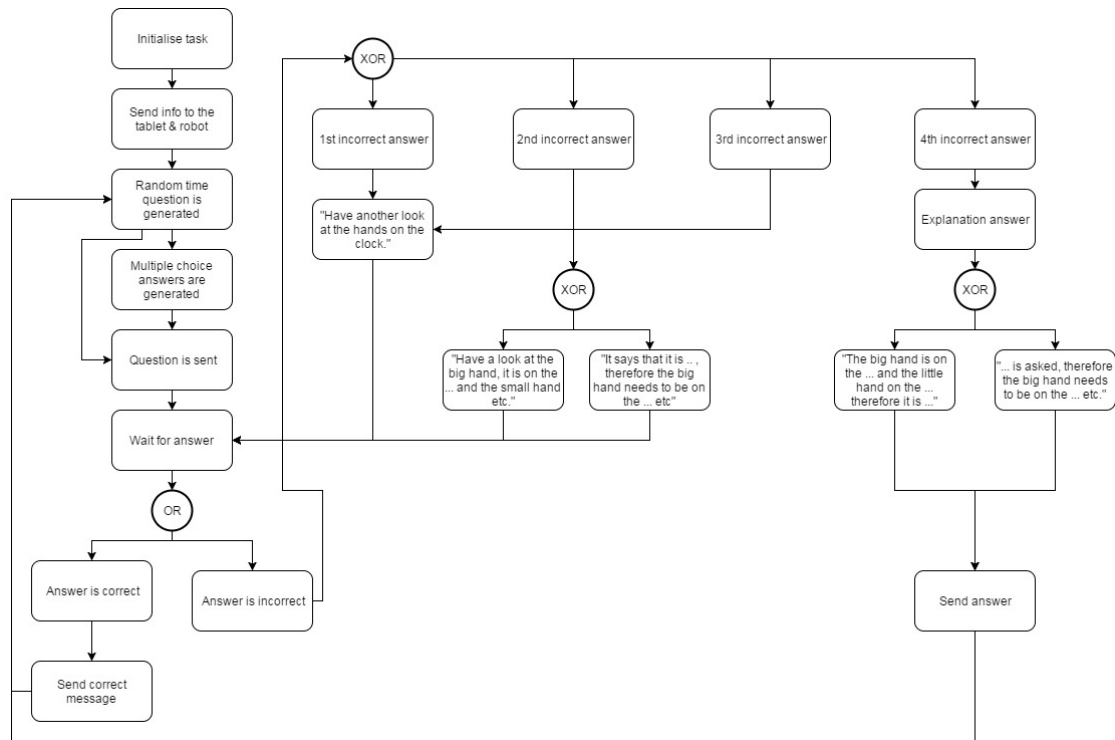 Initialise task
Send info to the
tablet & robot
Random time
question is
generated
Multiple choice
answers are
generated
Question is sent
Wait for answer
OR
Answer is correct
Answer is incorrect
Send correct
message
XOR
1st incorrect answer
2nd incorrect answer
3rd incorrect answer
4th incorrect answer
"Have another look
at the hands on the
clock."
Explanation answer
XOR
XOR
"Have a look at the
big hand, it is on the
... and the small hand
etc."
"It says that it is .. ,
therefore the big
hand needs to be on
the ... etc"
"The big hand is on
the ... and the little
hand on the ...
therefore it is ..."
"... is asked, therefore
the big hand needs
to be on the ... etc."
Send answer